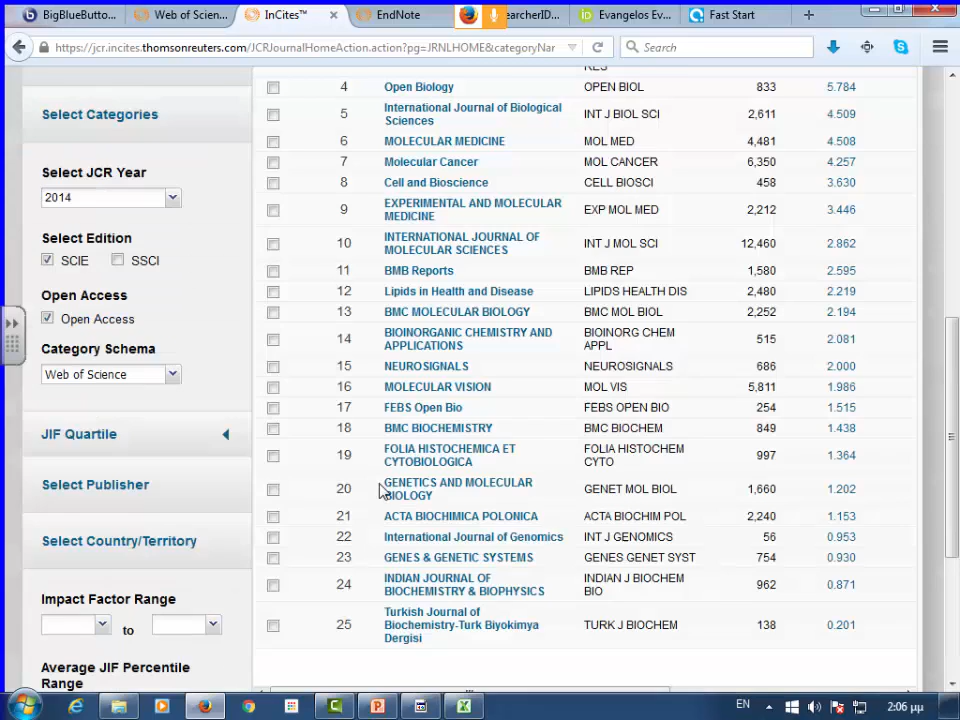 BigBlueButto...
Web of Scien...
InCites™
EndNote
earcherID...
Evangelos Ev...
Fast Start
https://jcr.incites.thomsonreuters.com/JCRJournalHomeAction.action?pg=JRNLHOME&categoryNar
Search
Select Categories
Select JCR Year
2014
Select Edition
SCIE
SSCI
Open Access
Open Access
Category Schema
Web of Science
JIF Quartile
Select Publisher
Select Country/Territory
Impact Factor Range
to
Average JIF Percentile
Range
RES
4 Open Biology OPEN BIOL 833 5.784
5 International Journal of Biological
Sciences INT J BIOL SCI 2,611 4.509
6 MOLECULAR MEDICINE MOL MED 4,481 4.508
7 Molecular Cancer MOL CANCER 6,350 4.257
8 Cell and Bioscience CELL BIOSCI 458 3.630
9 EXPERIMENTAL AND MOLECULAR
MEDICINE EXP MOL MED 2,212 3.446
10 INTERNATIONAL JOURNAL OF
MOLECULAR SCIENCES INT J MOL SCI 12,460 2.862
11 BMB Reports BMB REP 1,580 2.595
12 Lipids in Health and Disease LIPIDS HEALTH DIS 2,480 2.219
13 BMC MOLECULAR BIOLOGY BMC MOL BIOL 2,252 2.194
14 BIOINORGANIC CHEMISTRY AND
APPLICATIONS BIOINORG CHEM
APPL 515 2.081
15 NEUROSIGNALS NEUROSIGNALS 686 2.000
16 MOLECULAR VISION MOL VIS 5,811 1.986
17 FEBS Open Bio FEBS OPEN BIO 254 1.515
18 BMC BIOCHEMISTRY BMC BIOCHEM 849 1.438
19 FOLIA HISTOCHEMICA ET
CYTOBIOLOGICA FOLIA HISTOCHEM
CYTO 997 1.364
20 GENETICS AND MOLECULAR
BIOLOGY GENET MOL BIOL 1,660 1.202
21 ACTA BIOCHIMICA POLONICA ACTA BIOCHIM POL 2,240 1.153
22 International Journal of Genomics INT J GENOMICS 56 0.953
23 GENES & GENETIC SYSTEMS GENES GENET SYST 754 0.930
24 INDIAN JOURNAL OF
BIOCHEMISTRY & BIOPHYSICS INDIAN J BIOCHEM
BIO 962 0.871
25 Turkish Journal of
Biochemistry-Turk Biyokimya
Dergisi TURK J BIOCHEM 138 0.201
EN
2:06 μμ